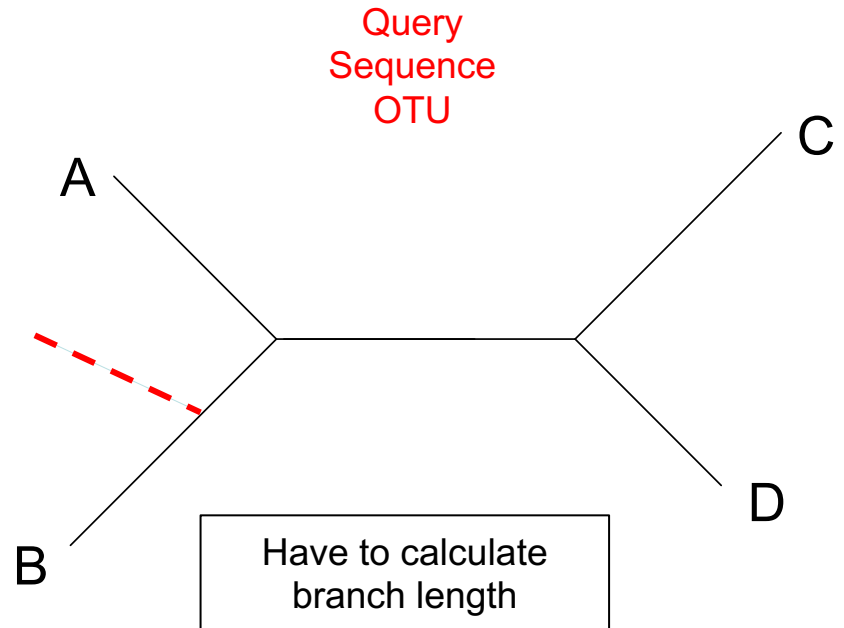 Query
Sequence
OTU
A
C
B
D
Have to calculate
branch length